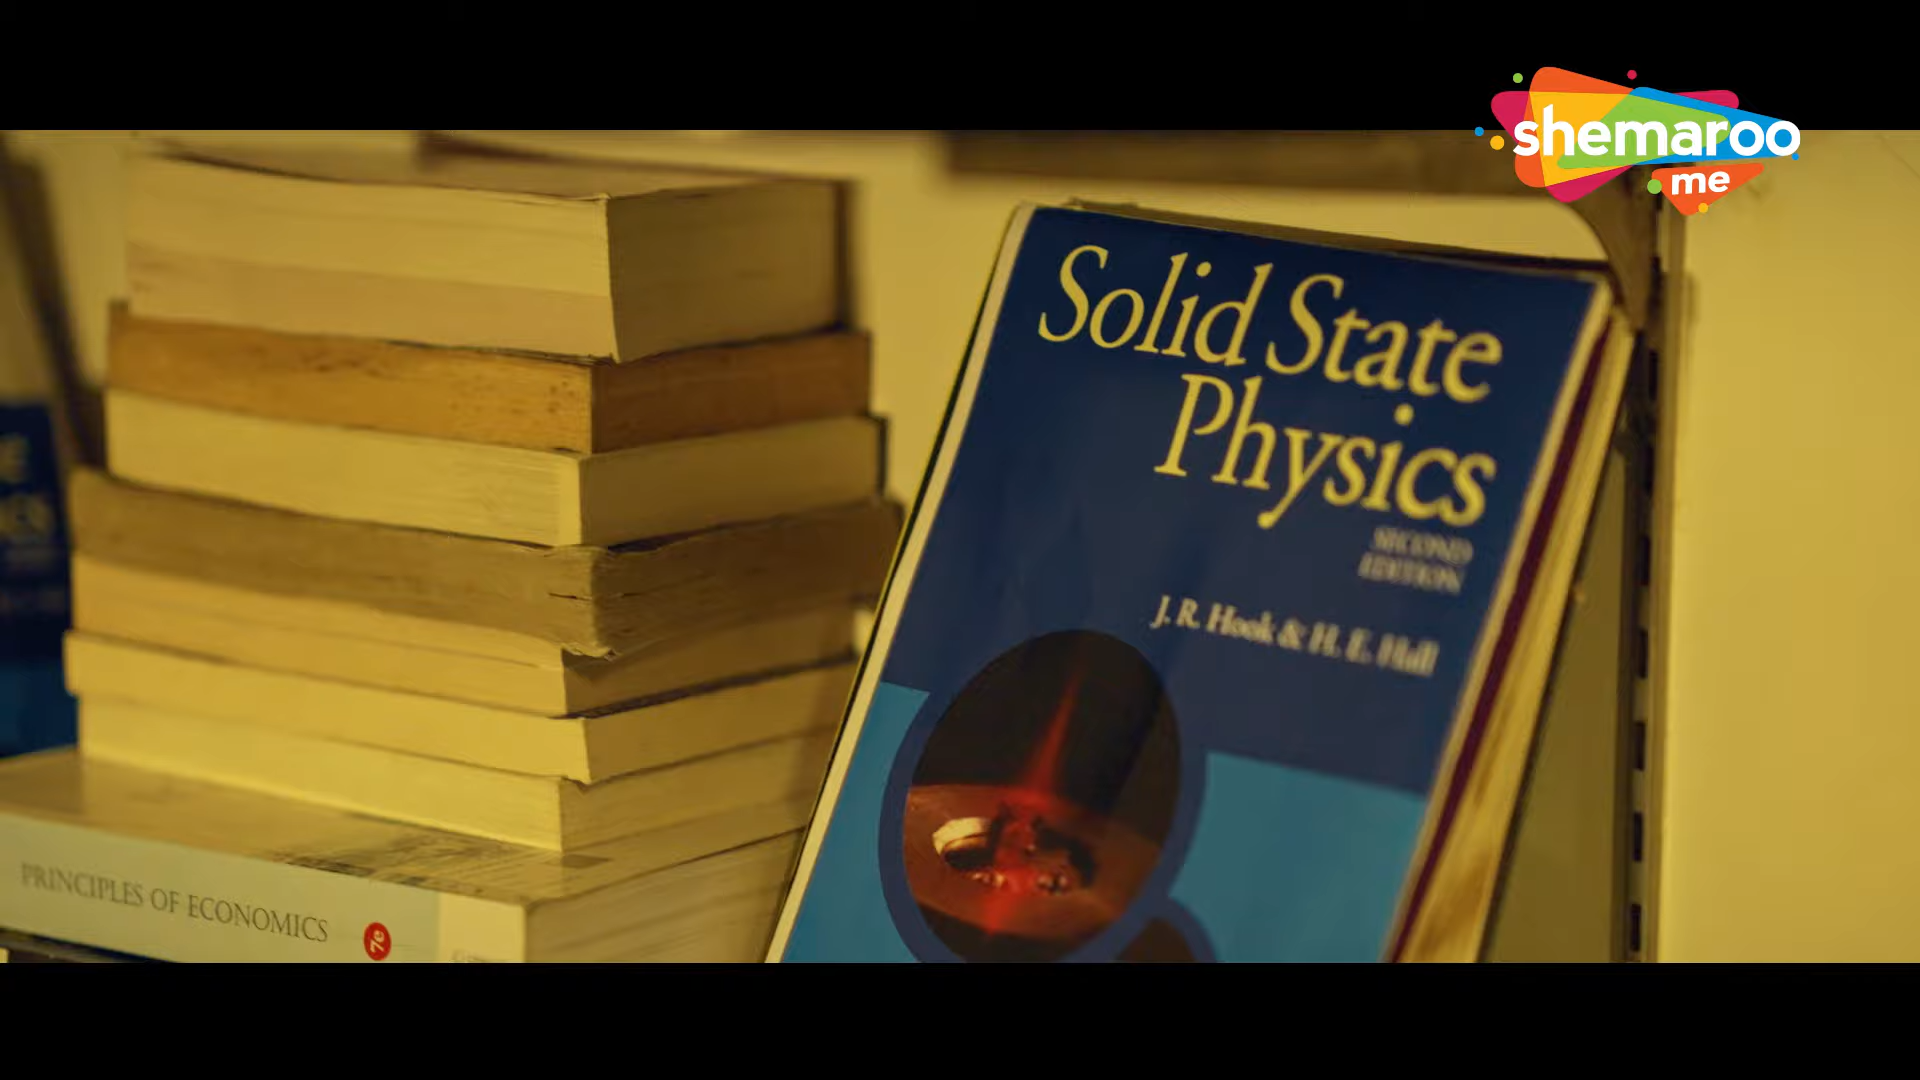 shemaroo
me
Solid State
Physics
SECOND
EDITION
J. R. Hook & H. E. Hall
PRINCIPLES OF ECONOMICS
7e